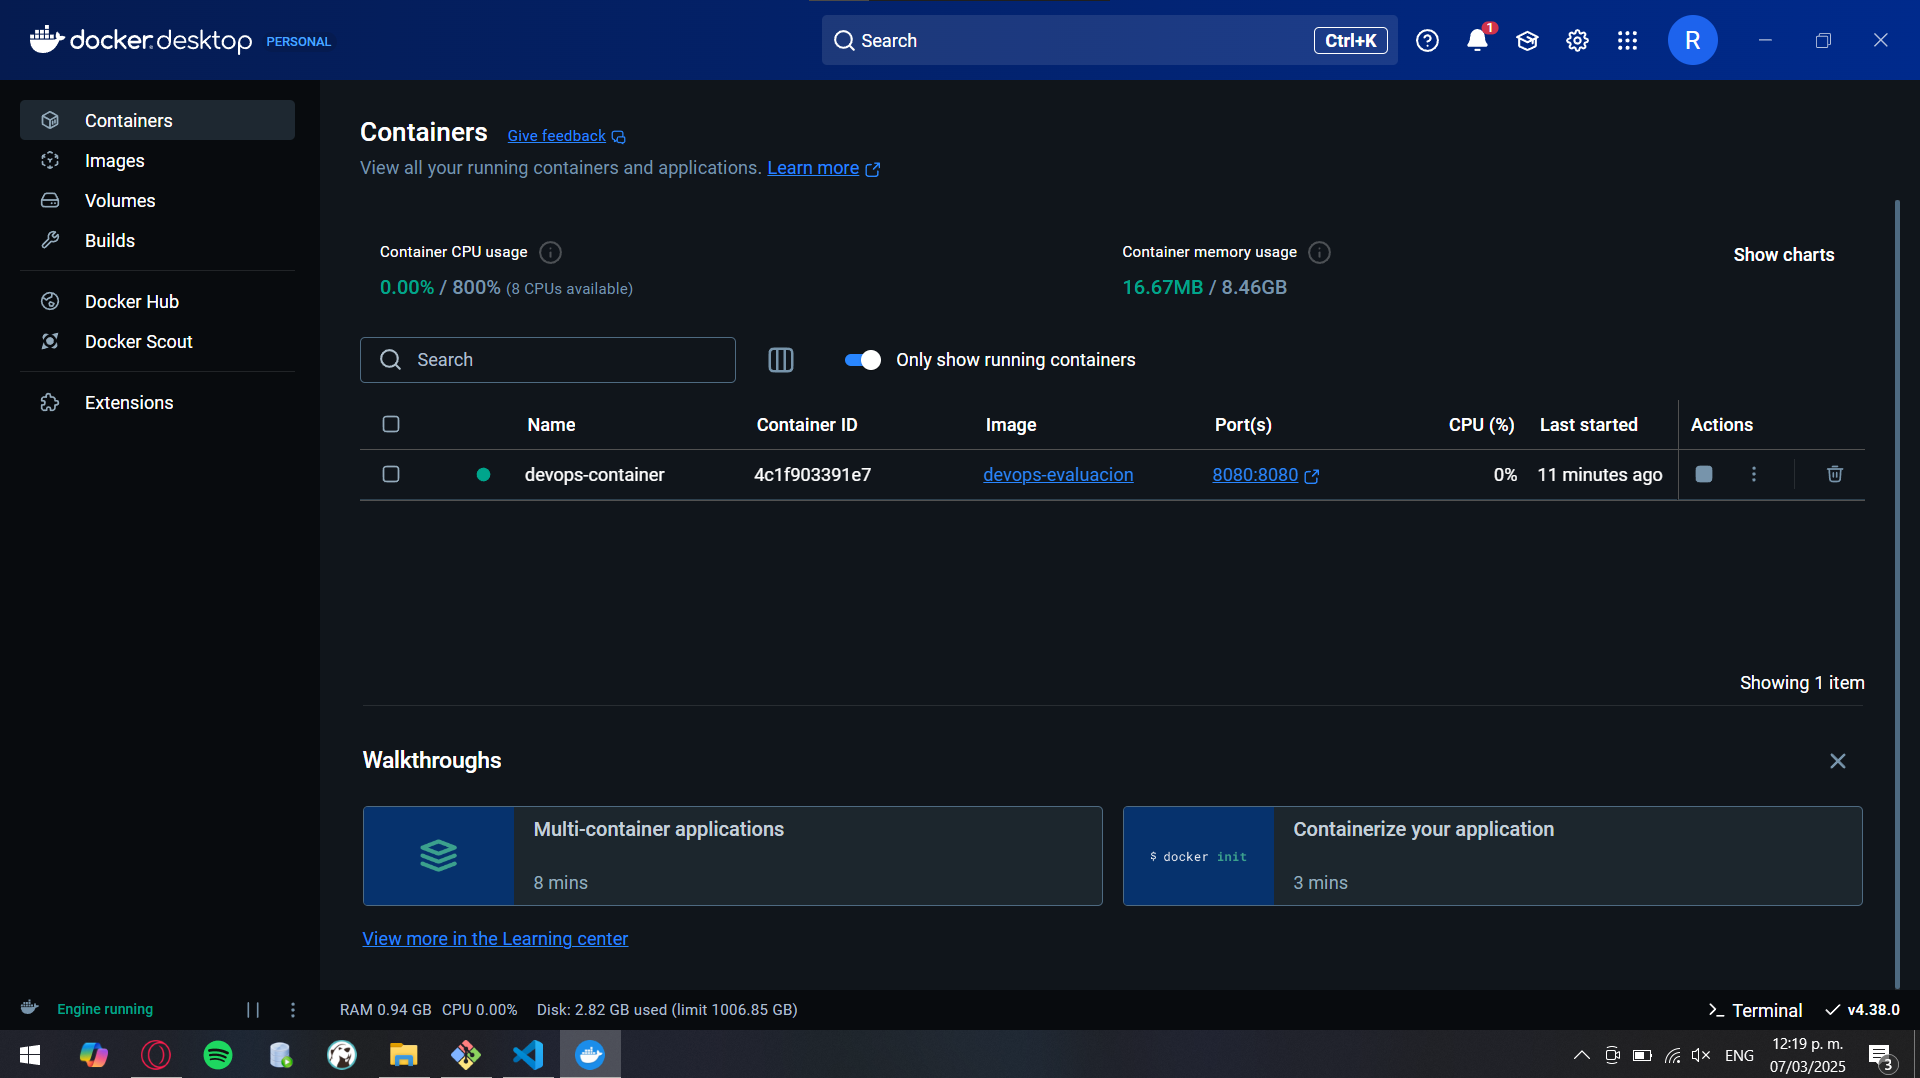 docker.desktop PERSONAL
Search Ctrl+K
1
R
Containers
Images
Volumes
Builds
Docker Hub
Docker Scout
Extensions
Containers Give feedback
View all your running containers and applications. Learn more
Container CPU usage
0.00% / 800% (8 CPUs available)
Container memory usage
16.67MB / 8.46GB
Show charts
Search
Only show running containers
Name Container ID Image Port(s) CPU (%) Last started Actions
devops-container 4c1f903391e7 devops-evaluacion 8080:8080 0% 11 minutes ago
Showing 1 item
Walkthroughs
Multi-container applications
8 mins
$ docker init
Containerize your application
3 mins
View more in the Learning center
Engine running
RAM 0.94 GB CPU 0.00% Disk: 2.82 GB used (limit 1006.85 GB)
Terminal
v4.38.0
ENG
12:19 p. m.
07/03/2025
3